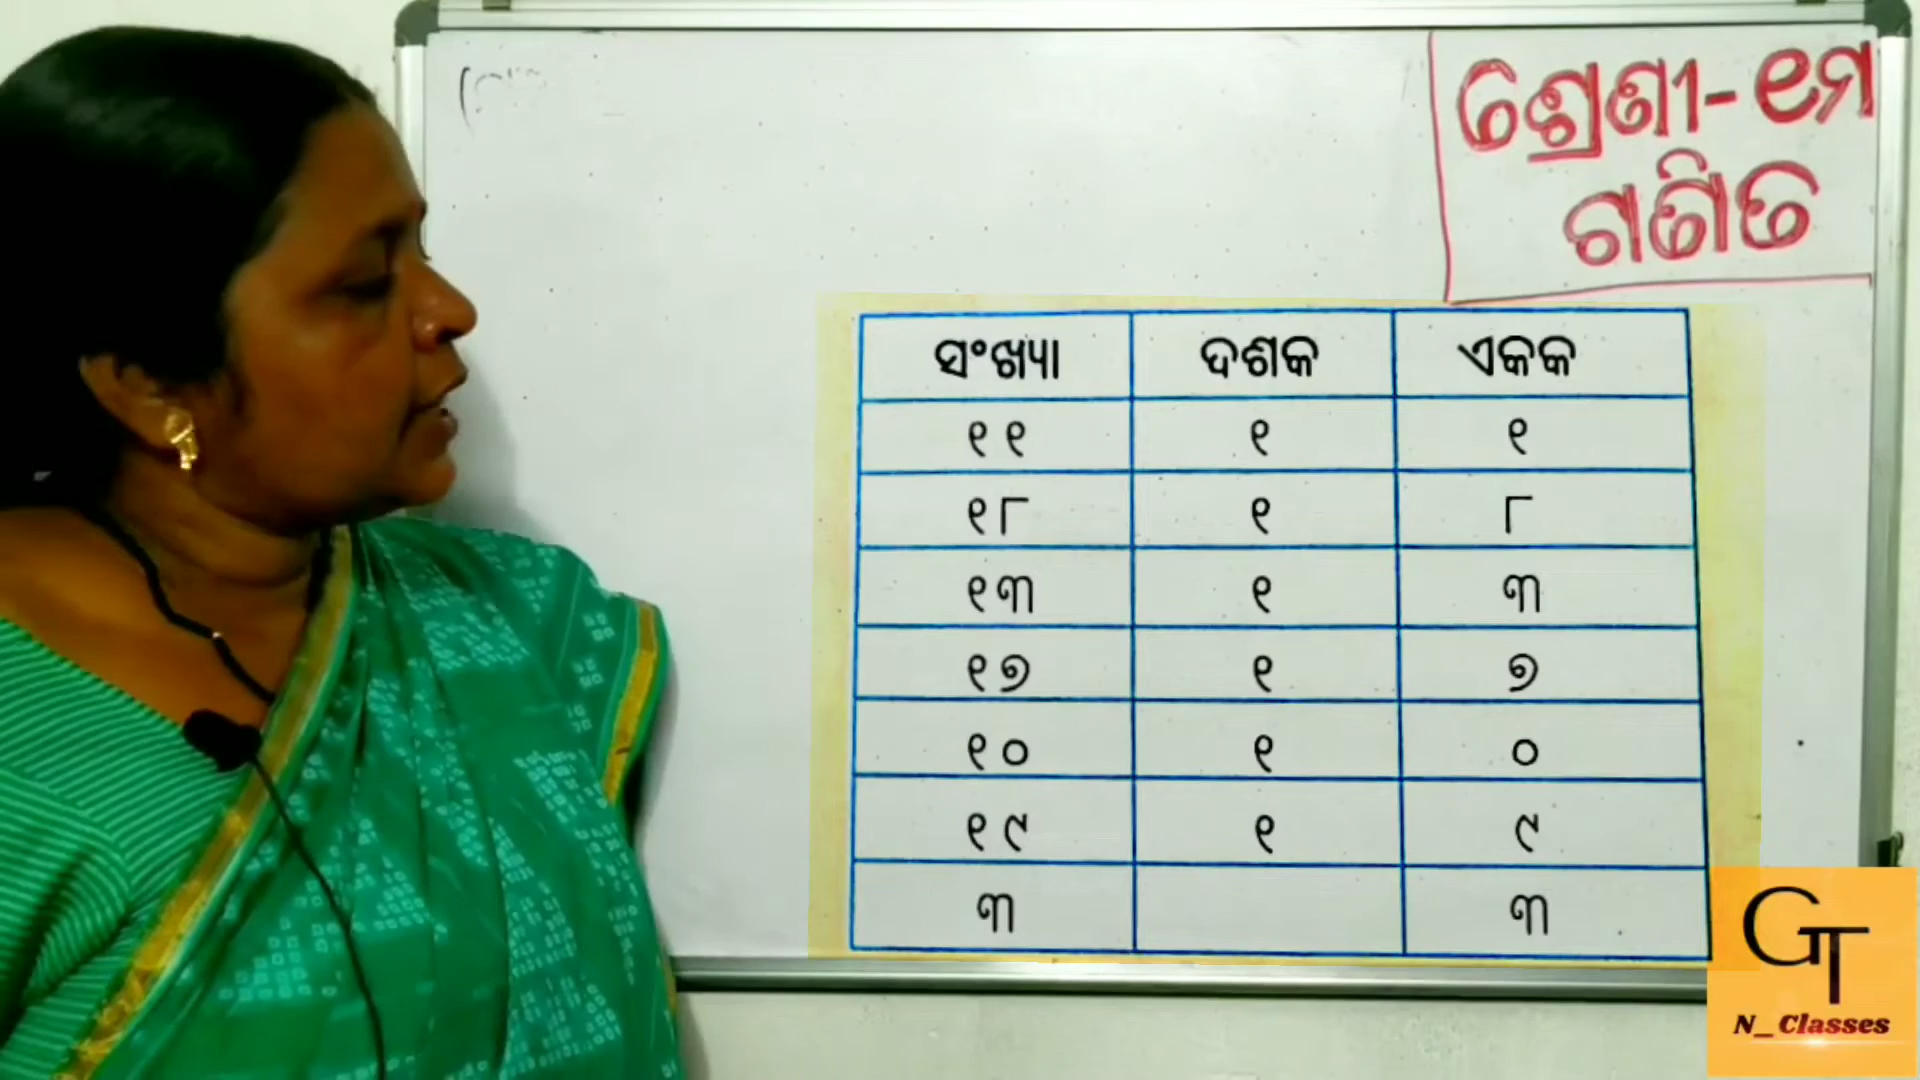 ଶ୍ରେଣୀ-୧ମ
ଗଣିତ
ସଂଖ୍ୟା ଦଶକ ଏକକ
୧୧ ୧ ୧
୧୮ ୧ ୮
୧୩ ୧ ୩
୧୭ ୧ ୭
୧୦ ୧ ୦
୧୯ ୧ ୯
୩ ୩
GT
N_Classes